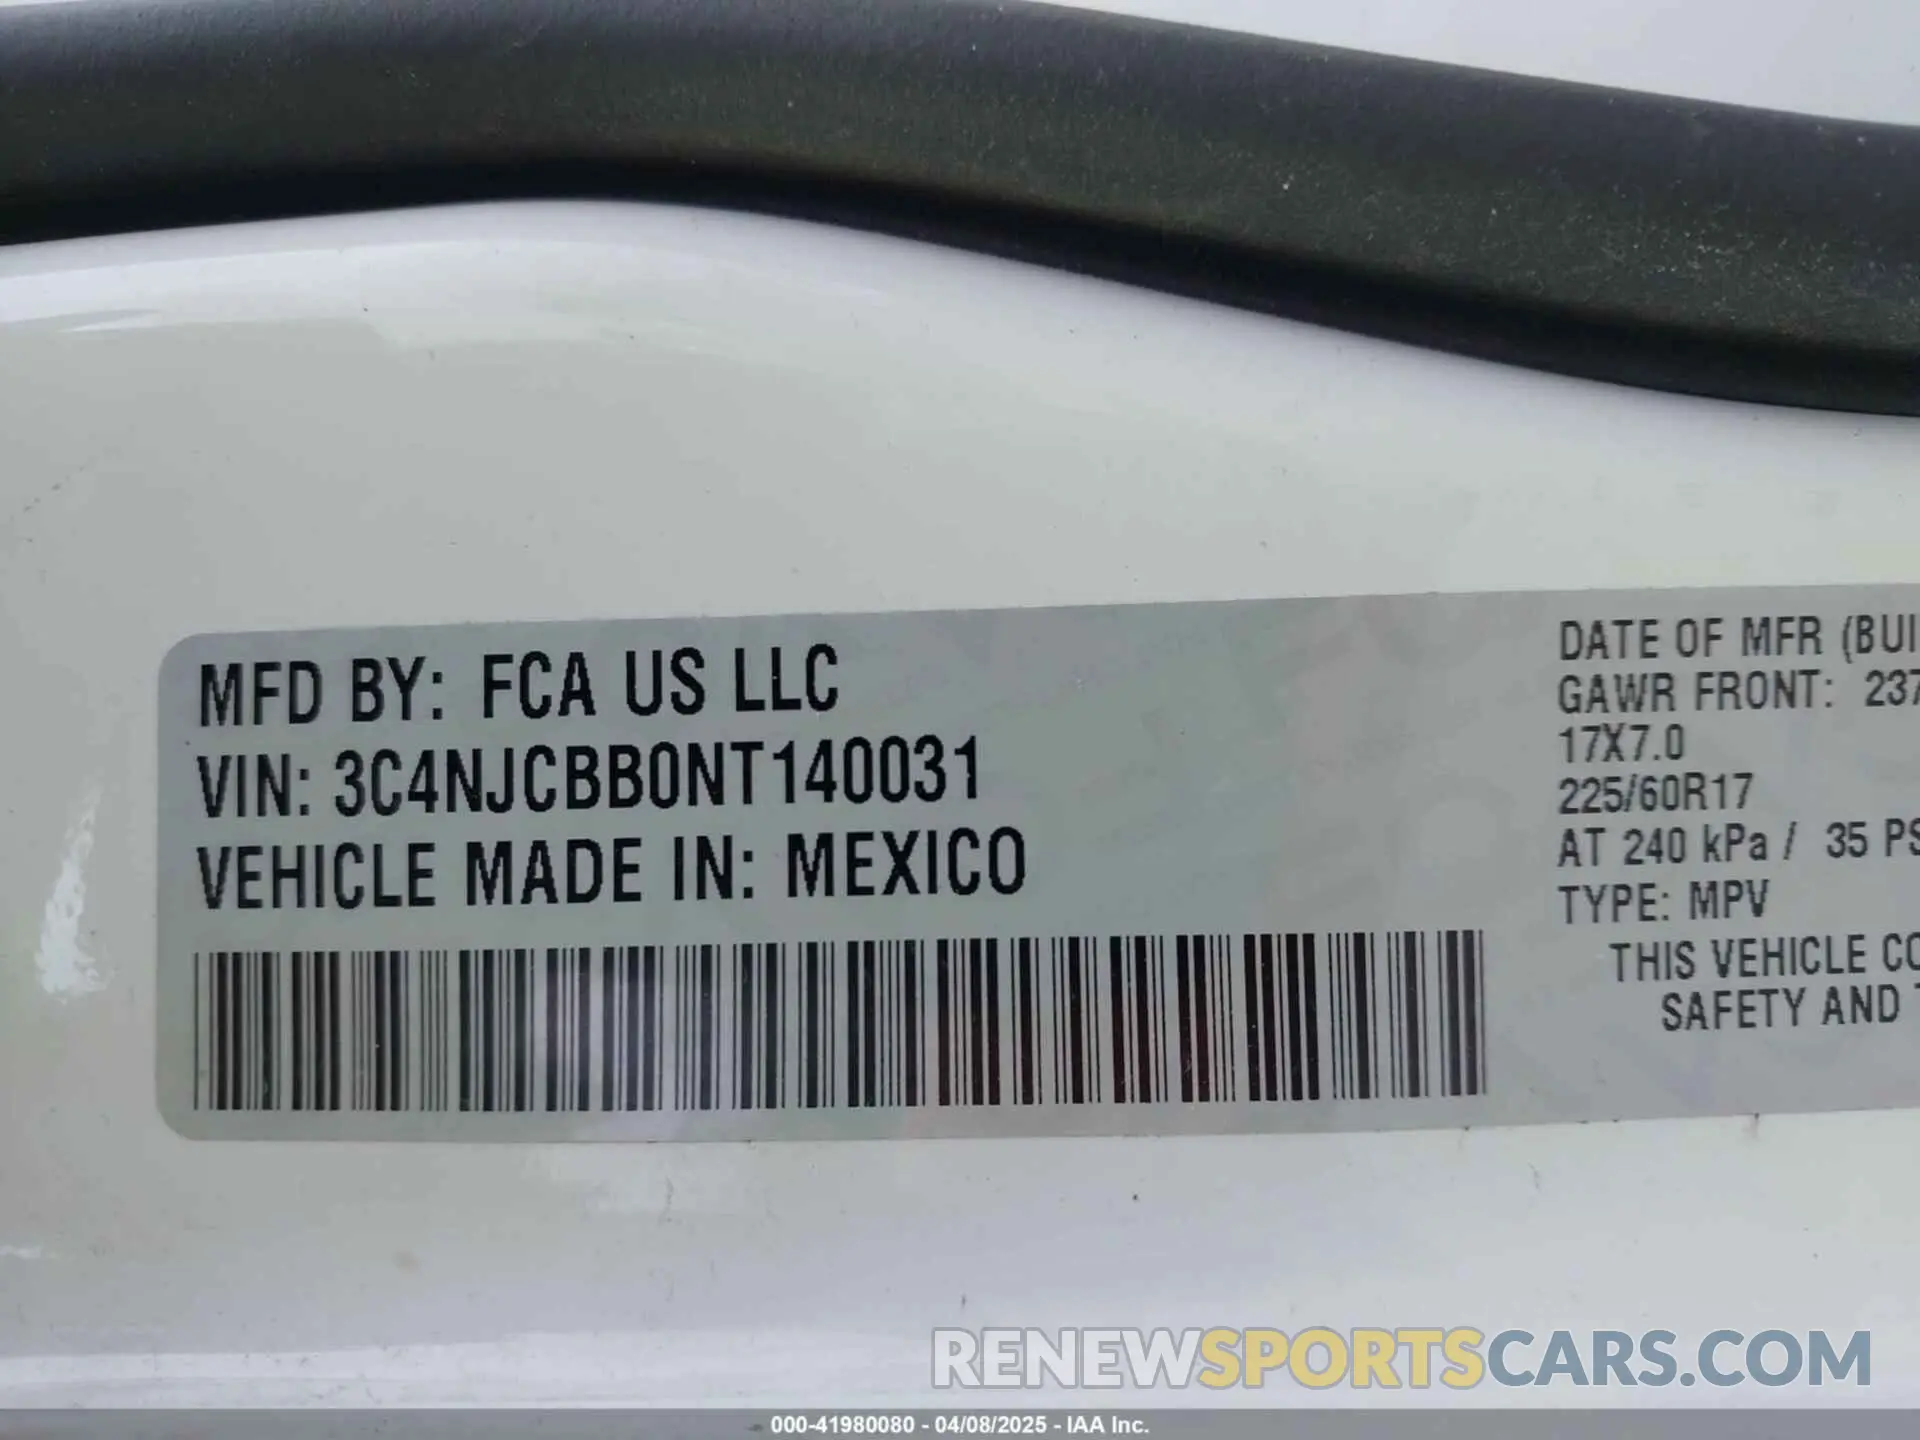 MFD BY: FCA US LLC
VIN: 3C4NJCBB0NT140031
VEHICLE MADE IN: MEXICO
DATE OF MFR (BUI
GAWR FRONT: 237
17X7.0
225/60R17
AT 240 kPa / 35 PS
TYPE: MPV
THIS VEHICLE CO
SAFETY AND T
RENEWSPORTSCARS.COM
000-41980080 - 04/08/2025 - IAA Inc.